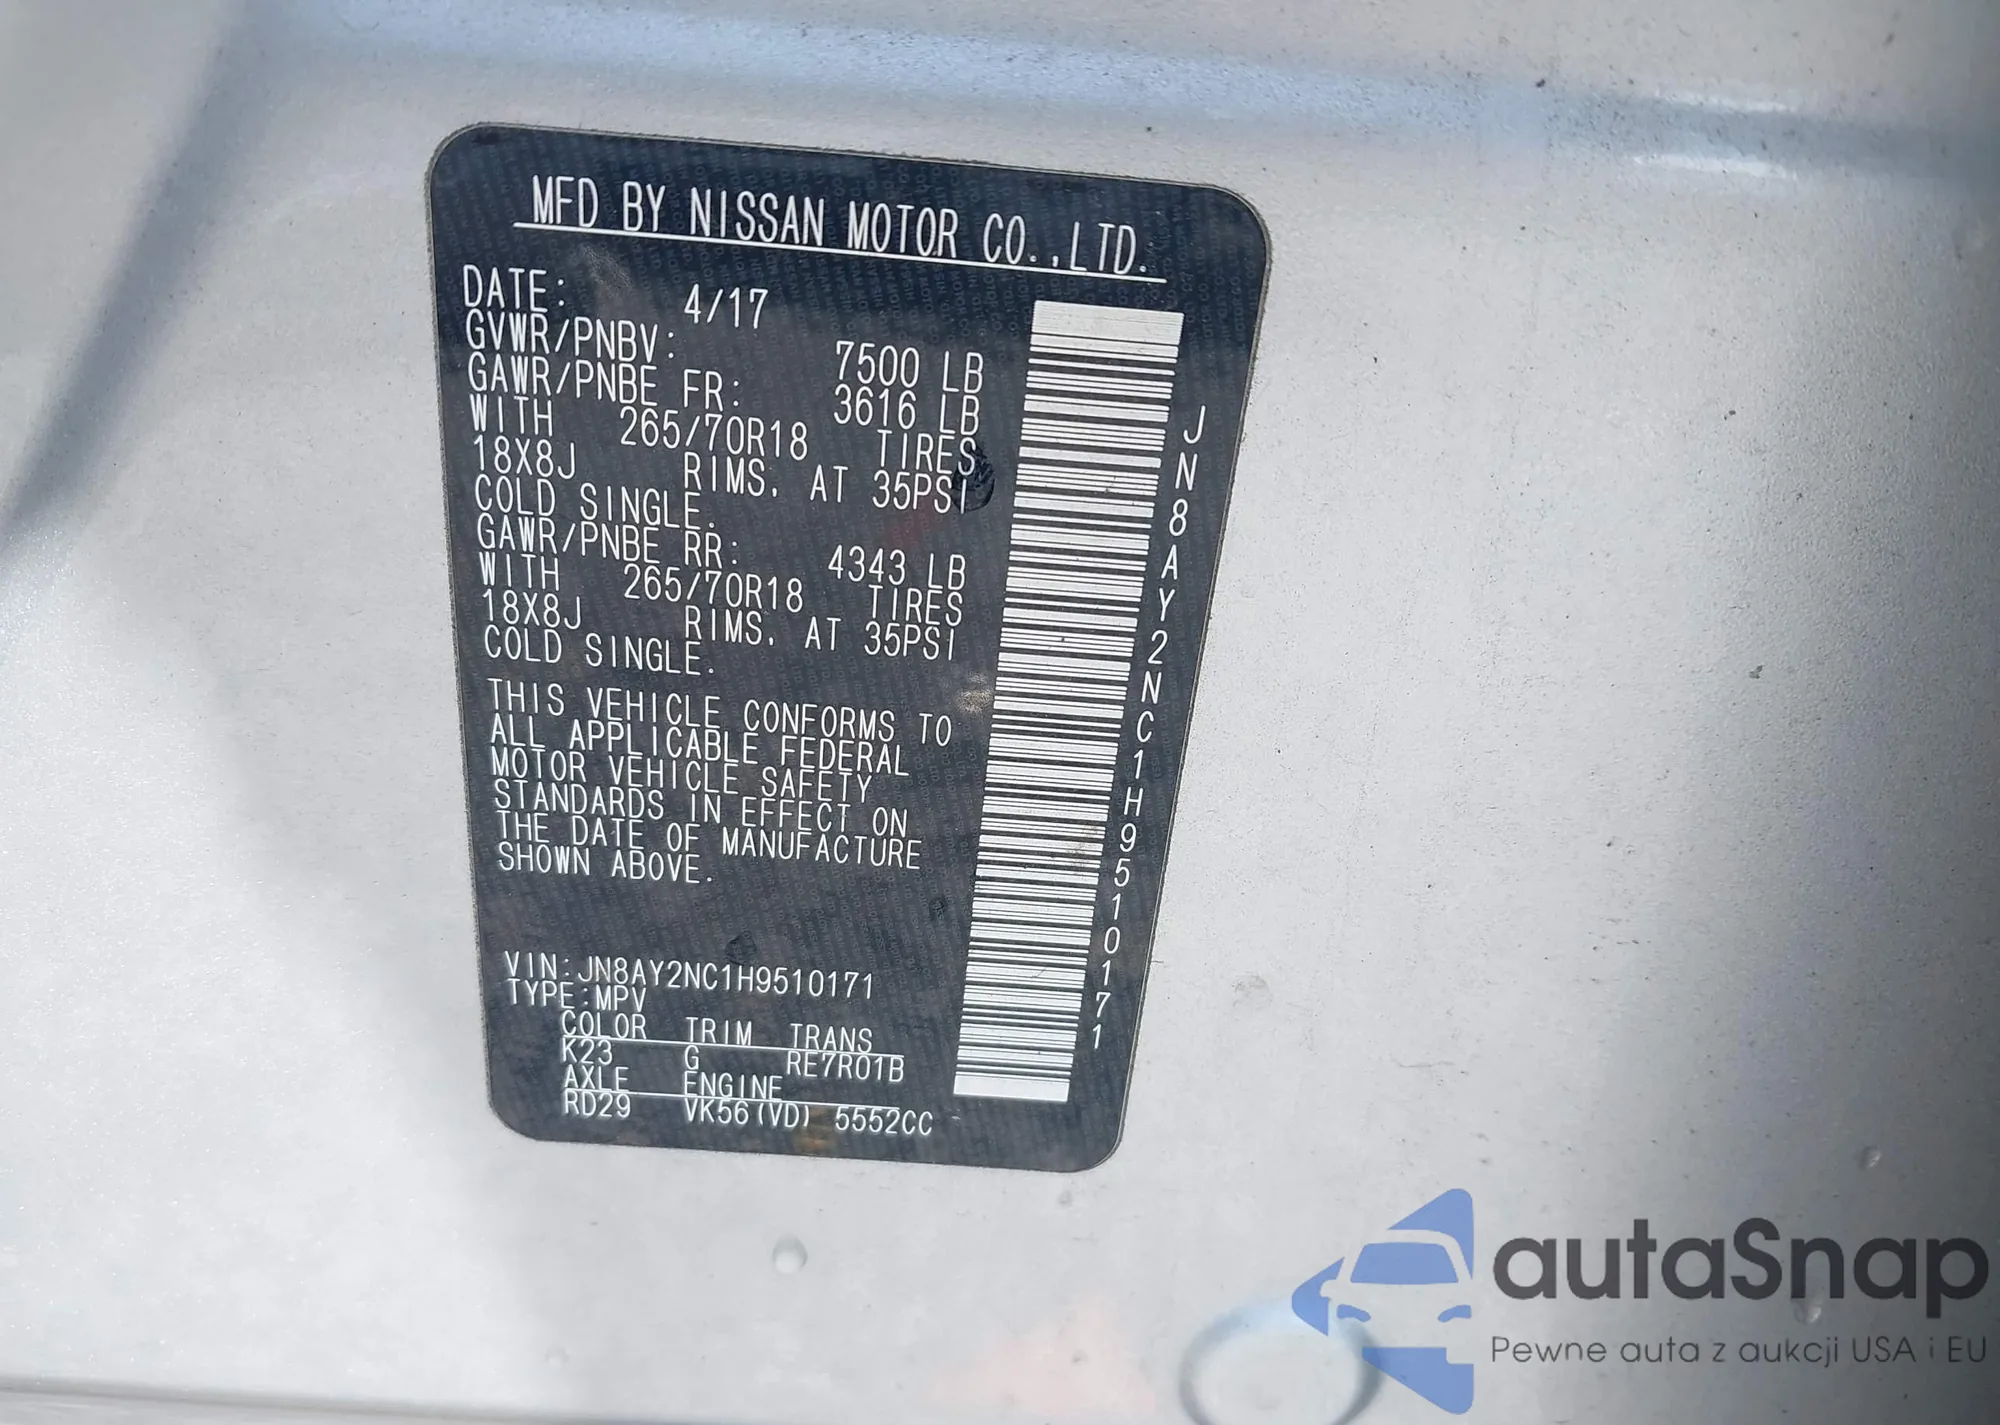 MFD BY NISSAN MOTOR CO.,LTD.
DATE: 4/17
GVWR/PNBV: 7500 LB
GAWR/PNBE FR: 3616 LB
WITH 265/70R18 TIRES
18X8J RIMS, AT 35PSI
COLD SINGLE.
GAWR/PNBE RR: 4343 LB
WITH 265/70R18 TIRES
18X8J RIMS, AT 35PSI
COLD SINGLE.
THIS VEHICLE CONFORMS TO
ALL APPLICABLE FEDERAL
MOTOR VEHICLE SAFETY
STANDARDS IN EFFECT ON
THE DATE OF MANUFACTURE
SHOWN ABOVE.
VIN:JN8AY2NC1H9510171
TYPE:MPV
COLOR TRIM TRANS
K23 G RE7R01B
AXLE ENGINE
RD29 VK56(VD) 5552CC
JN8AY2NC1H9510171
autaSnap
Pewne auta z aukcji USA i EU